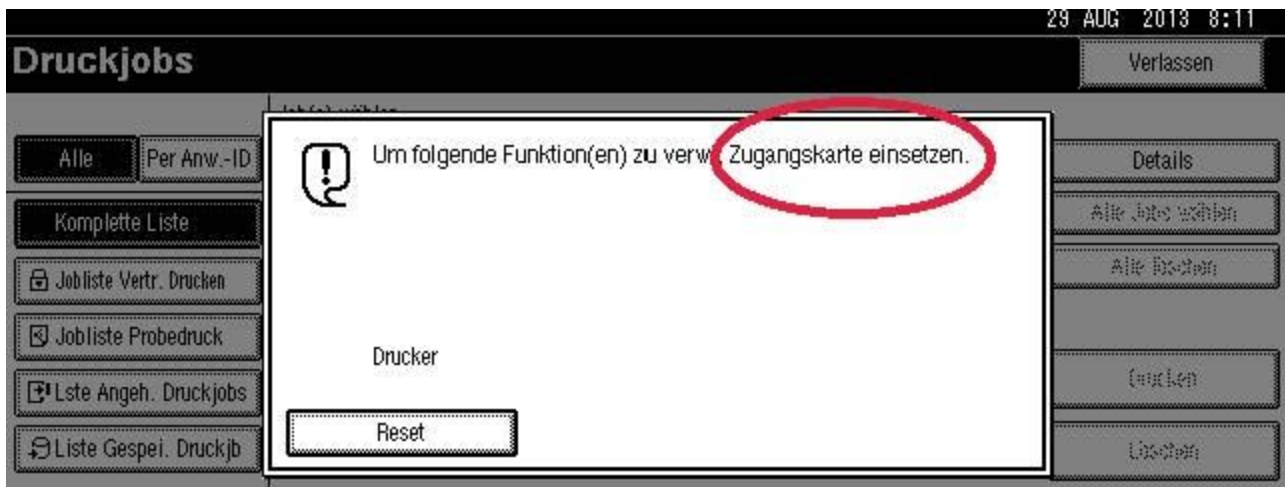 29 AUG 2013 8:11
Druckjobs
Verlassen
Alle
Per Anw.-ID
Um folgende Funktion(en) zu verw. Zugangskarte einsetzen.
Details
Komplette Liste
Alle Jobs wählen
Jobliste Vertr. Drucken
Alle löschen
Jobliste Probedruck
Drucker
Drucken
Lste Angeh. Druckjobs
Reset
Liste Gespei. Druckjb
Löschen